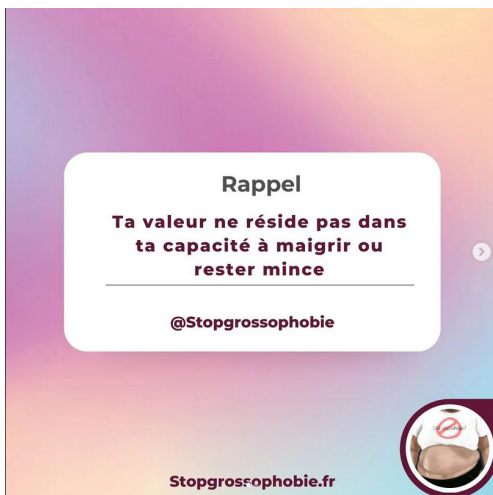 Rappel
Ta valeur ne réside pas dans
ta capacité à maigrir ou
rester mince
@Stopgrossophobie
Stopgrossophobie.fr